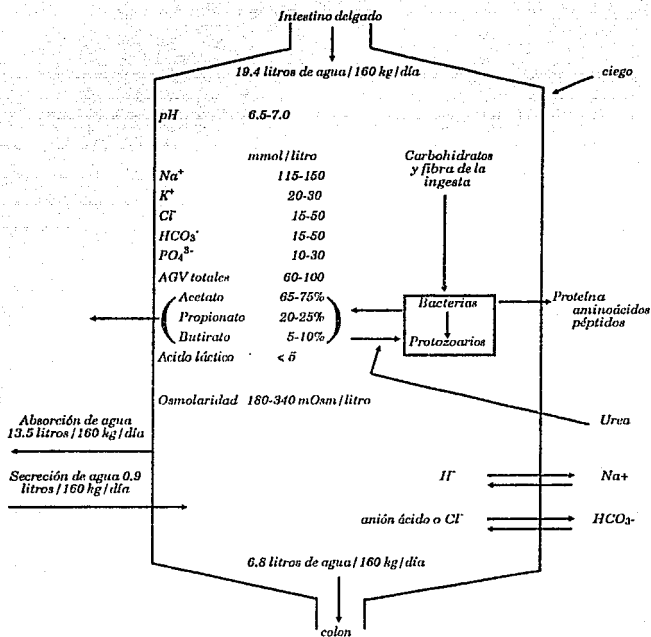 Intestino delgado
19.4 litros de agua / 160 kg / día
ciego
pH 6.5-7.0
mmol / litro
Carbohidratos
y fibra de la
ingesta
Na+ 115-150
K+ 20-30
Cl- 15-50
HCO3- 15-50
PO4 3- 10-30
AGV totales 60-100
Acetato 65-75%
Propionato 20-25%
Butirato 5-10%
Acido láctico < 5
Bacterias
Protozoarios
Proteína
aminoácidos
péptidos
Osmolaridad 180-340 mOsm / litro
Urea
Absorción de agua
13.5 litros / 160 kg / día
Secreción de agua 0.9
litros / 160 kg / día
H- Na+
anión ácido o Cl- HCO3-
6.8 litros de agua / 160 kg / día
colon